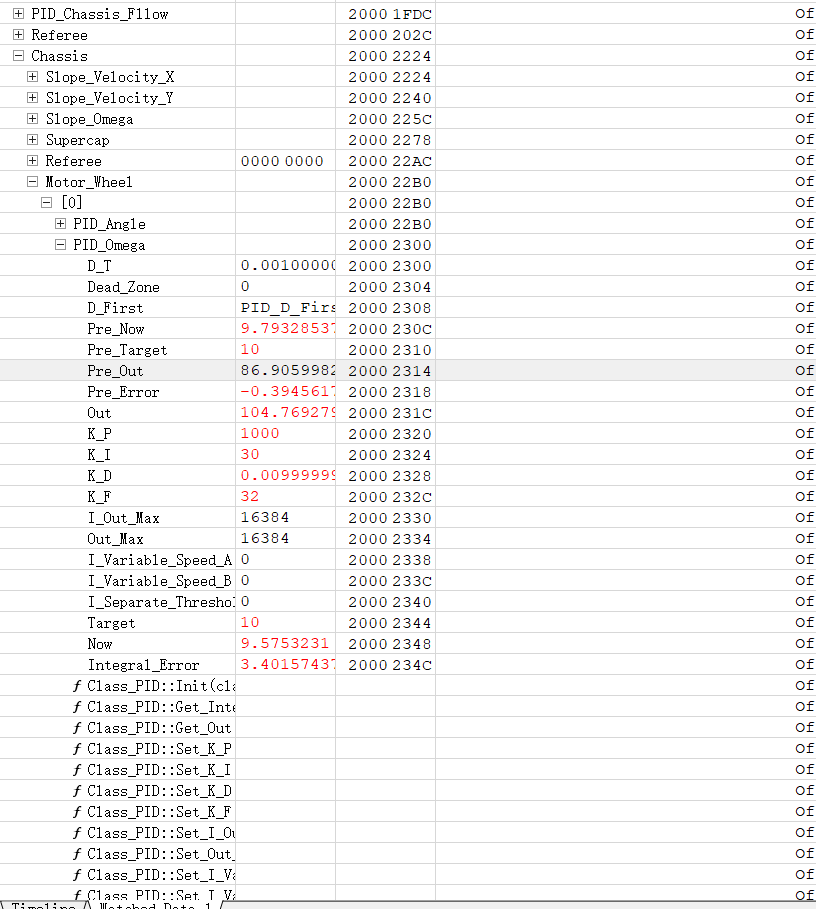 PID_Chassis_Fllow 2000 1FDC Of
Referee 2000 202C Of
Chassis 2000 2224 Of
Slope_Velocity_X 2000 2224 Of
Slope_Velocity_Y 2000 2240 Of
Slope_Omega 2000 225C Of
Supercap 2000 2278 Of
Referee 0000 0000 2000 22AC Of
Motor_Wheel 2000 22B0 Of
[0] 2000 22B0 Of
PID_Angle 2000 22B0 Of
PID_Omega 2000 2300 Of
D_T 0.00100000 2000 2300 Of
Dead_Zone 0 2000 2304 Of
D_First PID_D_Firs 2000 2308 Of
Pre_Now 9.79328537 2000 230C Of
Pre_Target 10 2000 2310 Of
Pre_Out 86.9059982 2000 2314 Of
Pre_Error -0.3945617 2000 2318 Of
Out 104.769279 2000 231C Of
K_P 1000 2000 2320 Of
K_I 30 2000 2324 Of
K_D 0.00999999 2000 2328 Of
K_F 32 2000 232C Of
I_Out_Max 16384 2000 2330 Of
Out_Max 16384 2000 2334 Of
I_Variable_Speed_A 0 2000 2338 Of
I_Variable_Speed_B 0 2000 233C Of
I_Separate_Threshol 0 2000 2340 Of
Target 10 2000 2344 Of
Now 9.5753231 2000 2348 Of
Integral_Error 3.40157437 2000 234C Of
f Class_PID::Init(cla Of
f Class_PID::Get_Inte Of
f Class_PID::Get_Out Of
f Class_PID::Set_K_P Of
f Class_PID::Set_K_I Of
f Class_PID::Set_K_D Of
f Class_PID::Set_K_F Of
f Class_PID::Set_I_Ou Of
f Class_PID::Set_Out_ Of
f Class_PID::Set_I_Va Of
f Class_PID::Set_I_Va Of
Timeline Watched Data 1